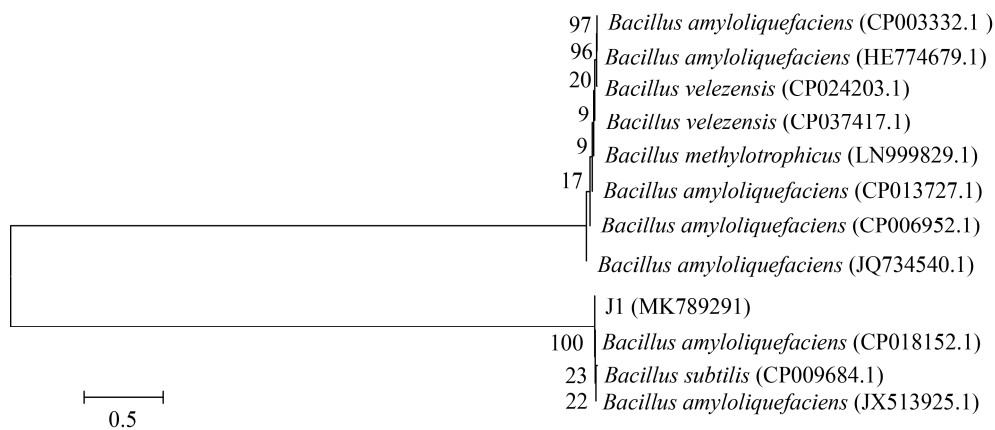 97 Bacillus amyloliquefaciens (CP003332.1 )
96 Bacillus amyloliquefaciens (HE774679.1)
20 Bacillus velezensis (CP024203.1)
9 Bacillus velezensis (CP037417.1)
9 Bacillus methylotrophicus (LN999829.1)
17 Bacillus amyloliquefaciens (CP013727.1)
Bacillus amyloliquefaciens (CP006952.1)
Bacillus amyloliquefaciens (JQ734540.1)
J1 (MK789291)
100 Bacillus amyloliquefaciens (CP018152.1)
23 Bacillus subtilis (CP009684.1)
22 Bacillus amyloliquefaciens (JX513925.1)
0.5